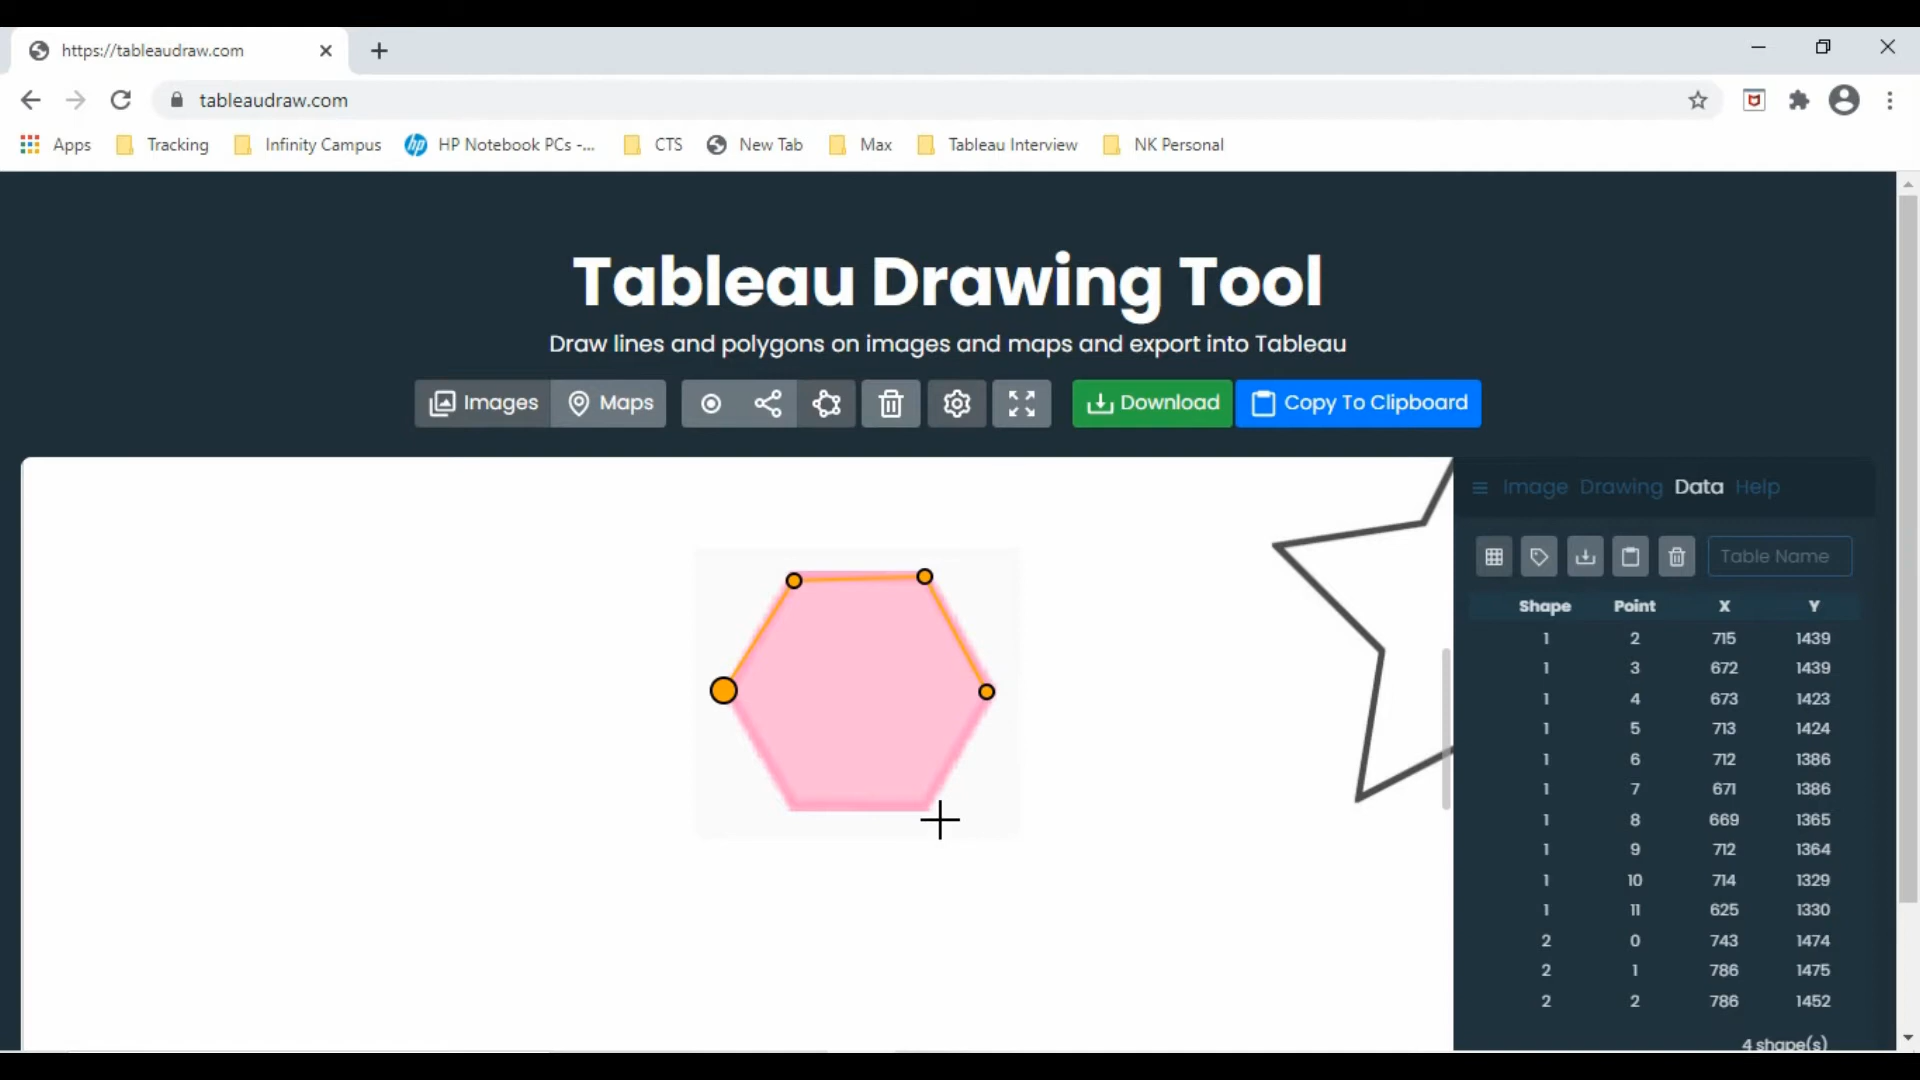 https://tableaudraw.com
tableaudraw.com
Apps Tracking Infinity Campus HP Notebook PCs -... CTS New Tab Max Tableau Interview NK Personal
Tableau Drawing Tool
Draw lines and polygons on images and maps and export into Tableau
Images Maps Download Copy To Clipboard
Image Drawing Data Help
Table Name
Shape Point X Y
1 2 715 1439
1 3 672 1439
1 4 673 1423
1 5 713 1424
1 6 712 1386
1 7 671 1386
1 8 669 1365
1 9 712 1364
1 10 714 1329
1 11 625 1330
2 0 743 1474
2 1 786 1475
2 2 786 1452
4 shape(s)